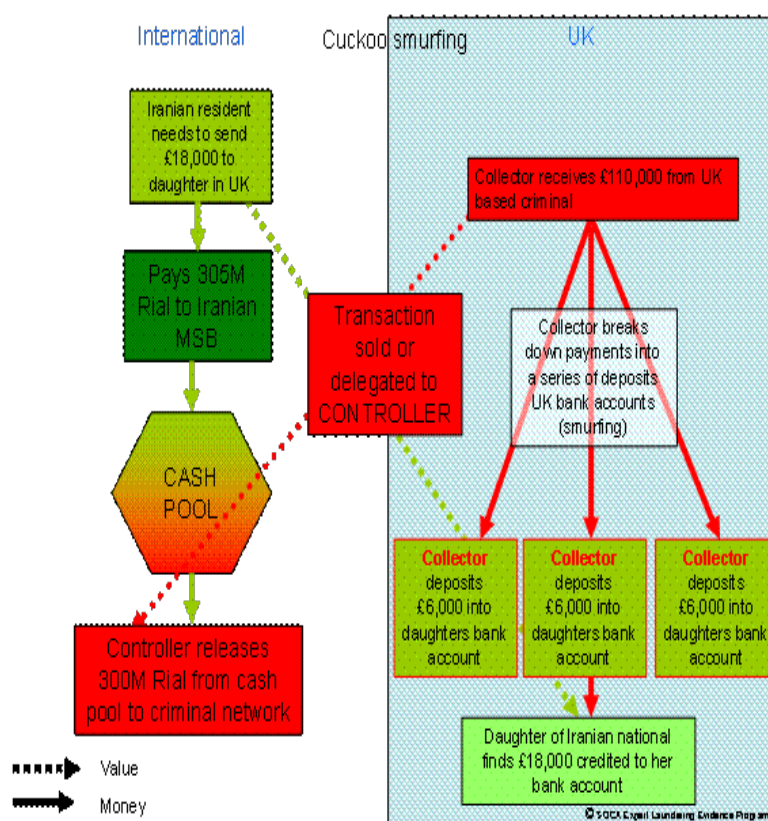 International
Cuckoo smurfing
UK
Iranian resident
needs to send
£18,000 to
daughter in UK
Pays 305M
Rial to Iranian
MSB
CASH
POOL
Controller releases
300M Rial from cash
pool to criminal network
Transaction
sold or
delegated to
CONTROLLER
Collector receives £110,000 from UK
based criminal
Collector breaks
down payments into
a series of deposits
UK bank accounts
(smurfing)
Collector
deposits
£6,000 into
daughters bank
account
Collector
deposits
£6,000 into
daughters bank
account
Collector
deposits
£6,000 into
daughters bank
account
Daughter of Iranian national
finds £18,000 credited to her
bank account
Value
Money
© SOCA Expert Laundering Evidence Program